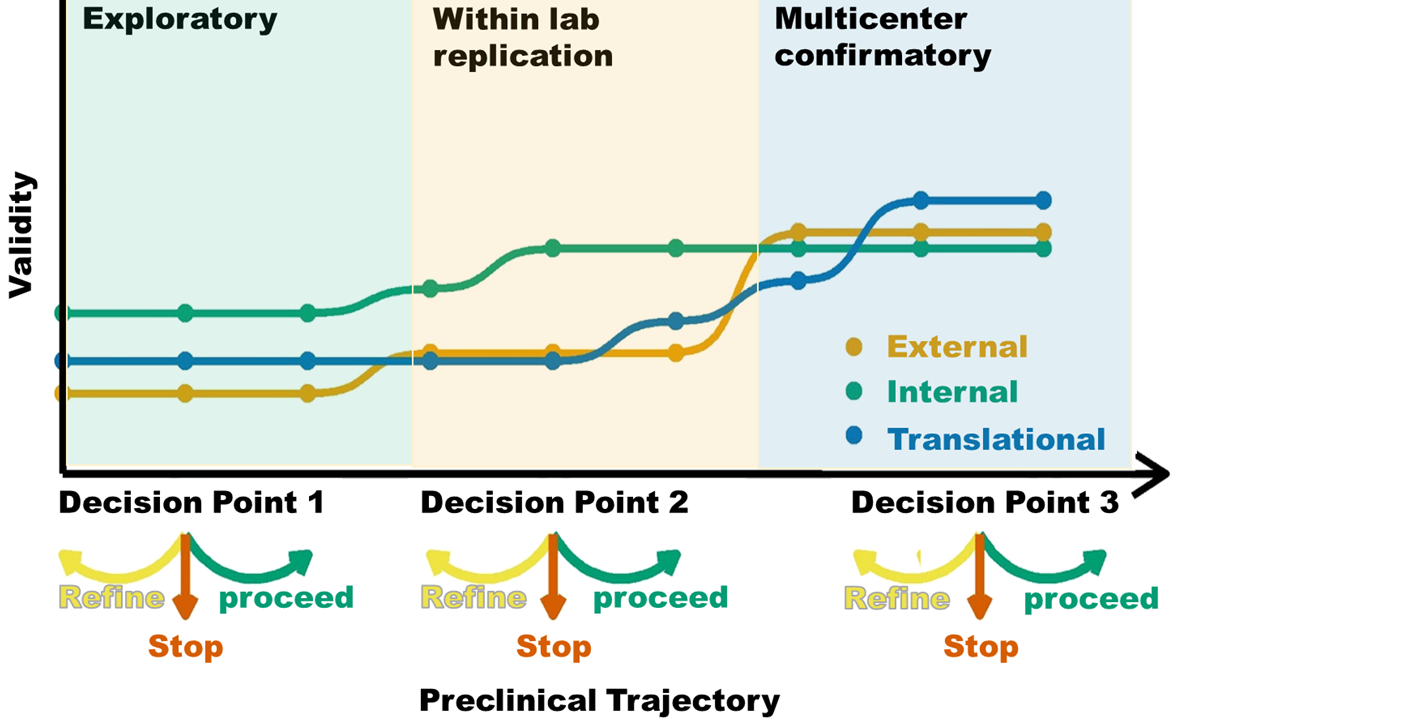 Exploratory
Within lab
replication
Multicenter
confirmatory
Validity
External
Internal
Translational
Decision Point 1
Decision Point 2
Decision Point 3
Refine
proceed
Stop
Refine
proceed
Stop
Refine
proceed
Stop
Preclinical Trajectory